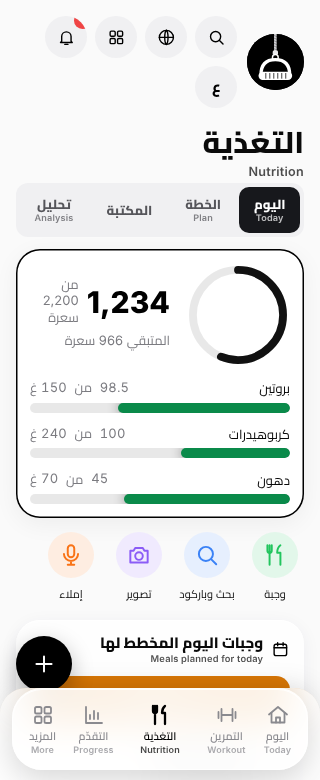 ع
التغذية
Nutrition
اليوم
Today
الخطة
Plan
المكتبة
تحليل
Analysis
1,234
من
2,200
سعرة
المتبقي 966 سعرة
بروتين
98.5 من 150 غ
كربوهيدرات
100 من 240 غ
دهون
45 من 70 غ
وجبة
بحث وباركود
تصوير
إملاء
وجبات اليوم المخطط لها
Meals planned for today
اليوم
Today
التمرين
Workout
التغذية
Nutrition
التقدّم
Progress
المزيد
More